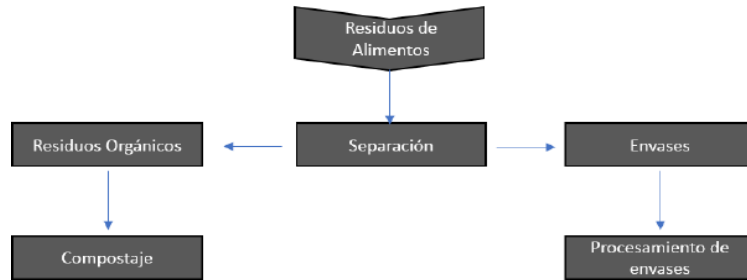 Residuos de
Alimentos
Residuos Orgánicos
Separación
Envases
Compostaje
Procesamiento de
envases